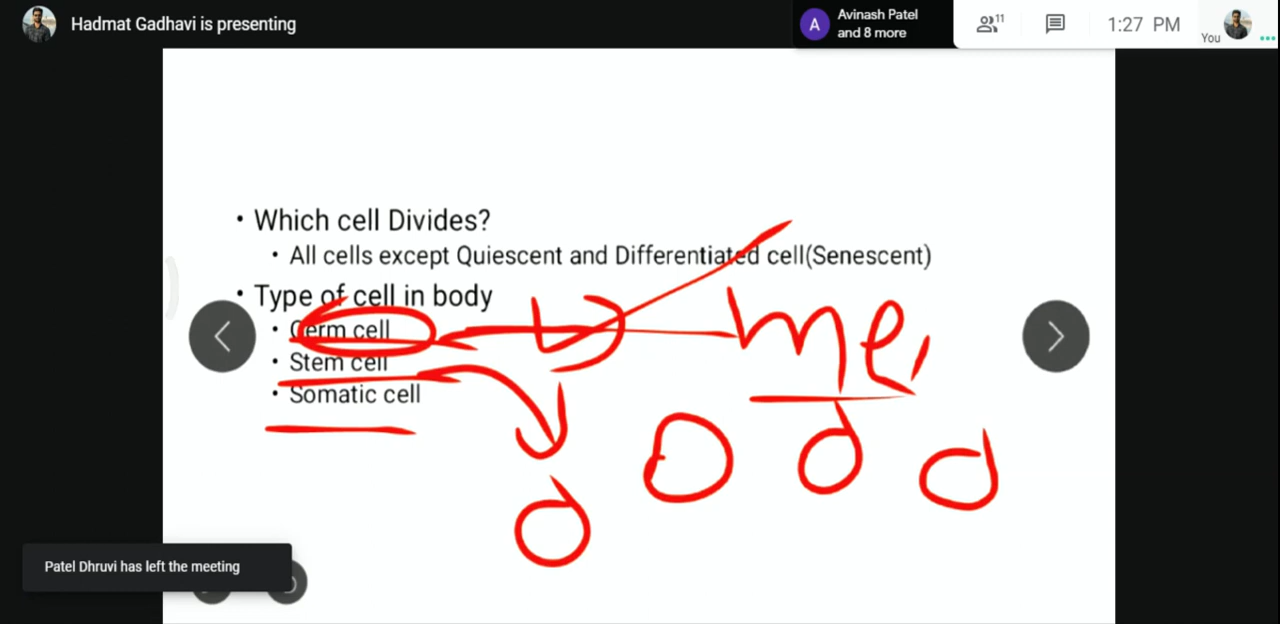 Hadmat Gadhavi is presenting
A
Avinash Patel
and 8 more
11
1:27 PM
You
• Which cell Divides?
• All cells except Quiescent and Differentiated cell(Senescent)
• Type of cell in body
• Germ cell
• Stem cell
• Somatic cell
me,
Patel Dhruvi has left the meeting